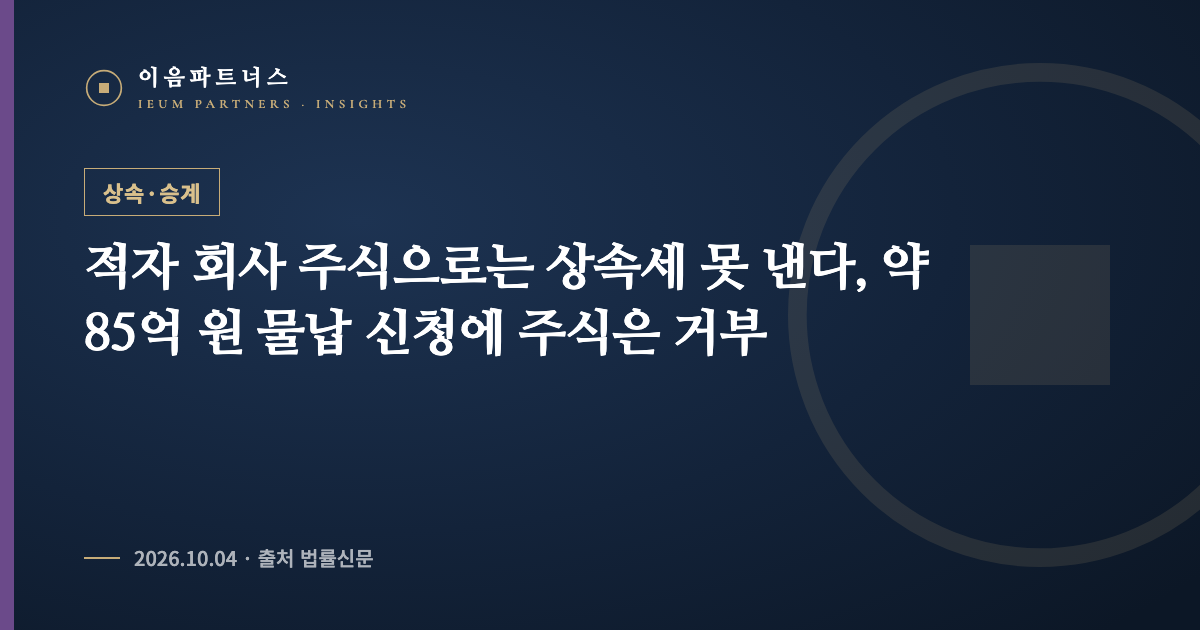 이음파트너스
IEUM PARTNERS · INSIGHTS
상속·승계
적자 회사 주식으로는 상속세 못 낸다, 약
85억 원 물납 신청에 주식은 거부
2026.10.04 · 출처 법률신문